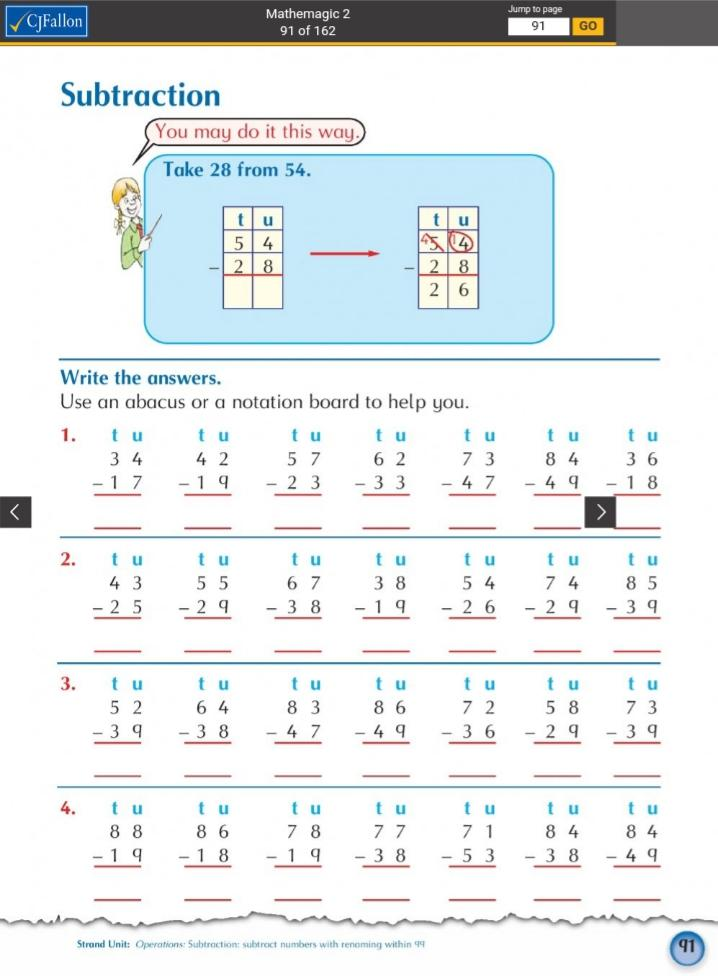 CJFallon
Mathemagic 2
91 of 162
Jump to page
91 GO
Subtraction
You may do it this way.
Take 28 from 54.
t u t u
5 4 4 5 1 4
- 2 8 - 2 8
2 6
Write the answers.
Use an abacus or a notation board to help you.
1. t u t u t u t u t u t u t u
3 4 4 2 5 7 6 2 7 3 8 4 3 6
- 1 7 - 1 9 - 2 3 - 3 3 - 4 7 - 4 9 - 1 8
2. t u t u t u t u t u t u t u
4 3 5 5 6 7 3 8 5 4 7 4 8 5
- 2 5 - 2 9 - 3 8 - 1 9 - 2 6 - 2 9 - 3 9
3. t u t u t u t u t u t u t u
5 2 6 4 8 3 8 6 7 2 5 8 7 3
- 3 9 - 3 8 - 4 7 - 4 9 - 3 6 - 2 9 - 3 9
4. t u t u t u t u t u t u t u
8 8 8 6 7 8 7 7 7 1 8 4 8 4
- 1 9 - 1 8 - 1 9 - 3 8 - 5 3 - 3 8 - 4 9
Strand Unit: Operations: Subtraction: subtract numbers with renaming within 99
91